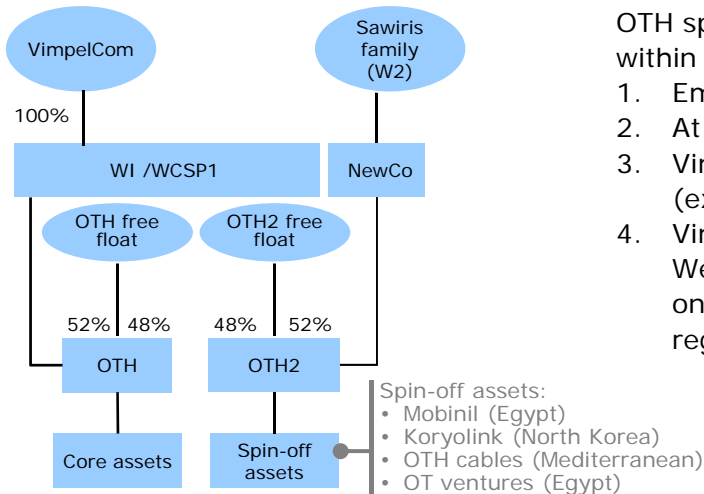 VimpelCom
Sawiris
family
(W2)
100%
WI /WCSP1
NewCo
OTH free
float
OTH2 free
float
52% 48%
48% 52%
OTH
OTH2
Core assets
Spin-off
assets
Spin-off assets:
• Mobinil (Egypt)
• Koryolink (North Korea)
• OTH cables (Mediterranean)
• OT ventures (Egypt)
OTH sp
within
1. Em
2. At
3. Vir
(ex
4. Vir
We
on
reg